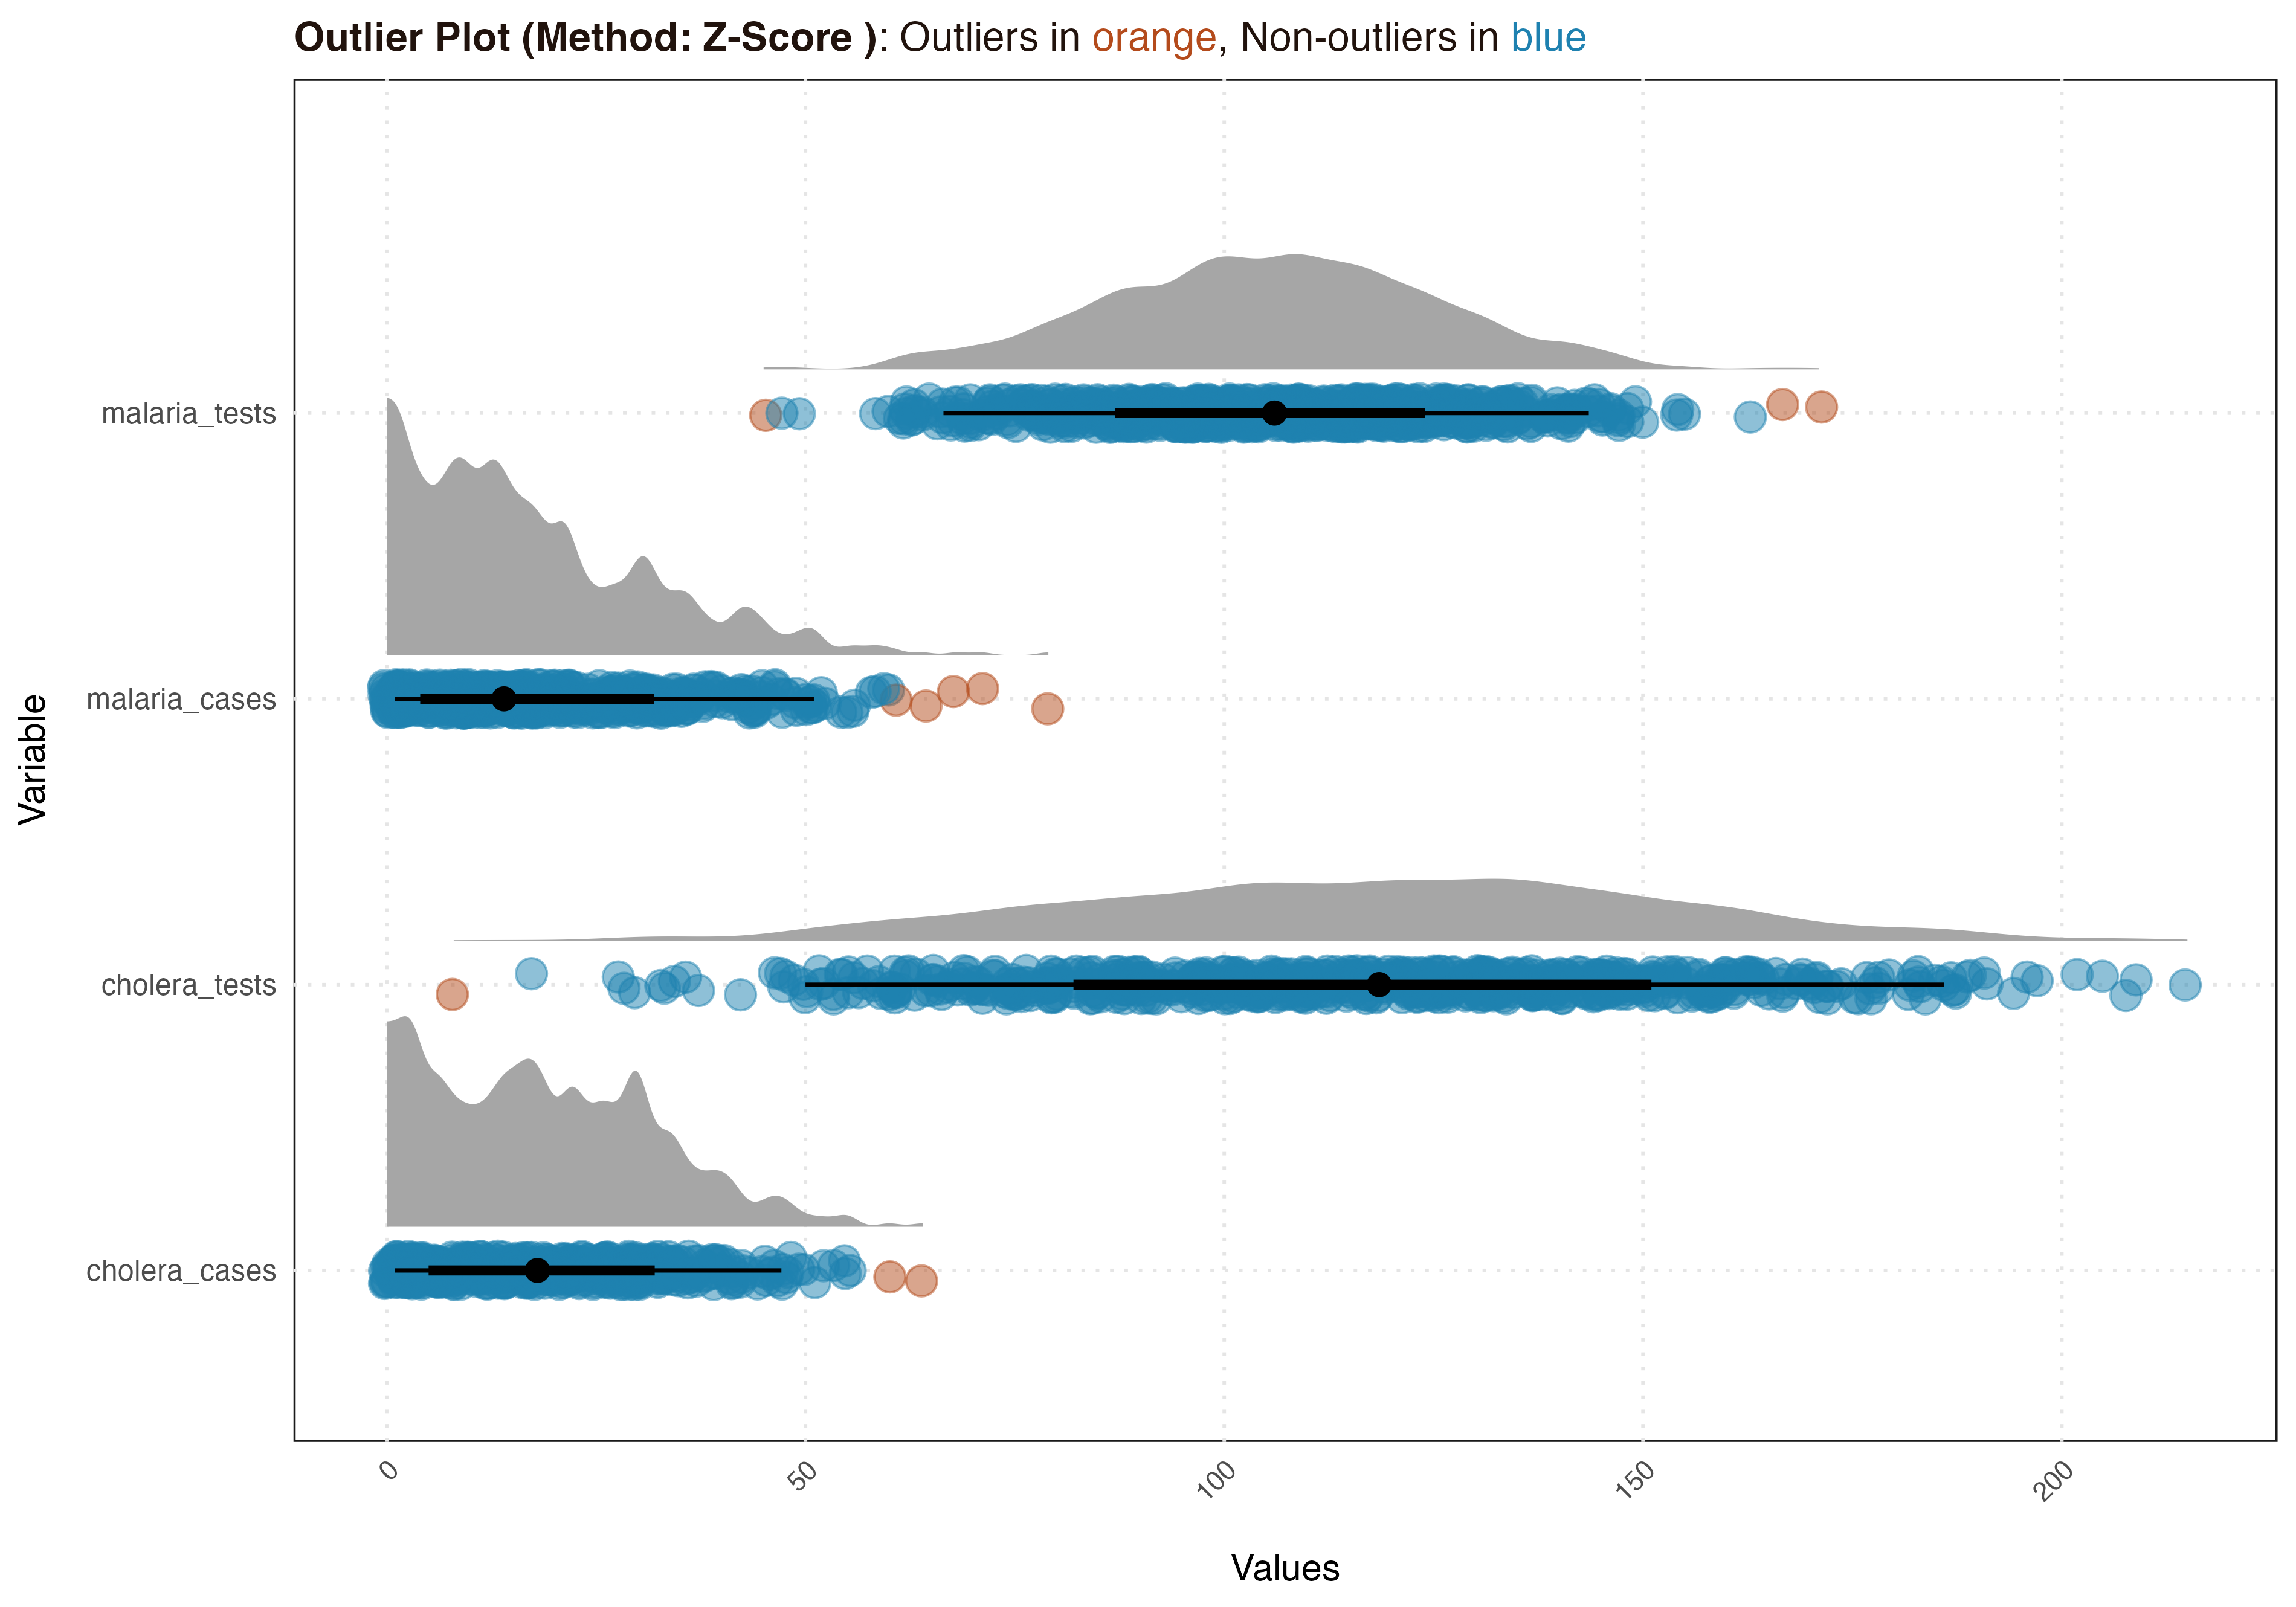 Outlier Plot (Method: Z-Score ): Outliers in orange, Non-outliers in blue
Variable
malaria_tests
malaria_cases
cholera_tests
cholera_cases
0
50
100
150
200
Values